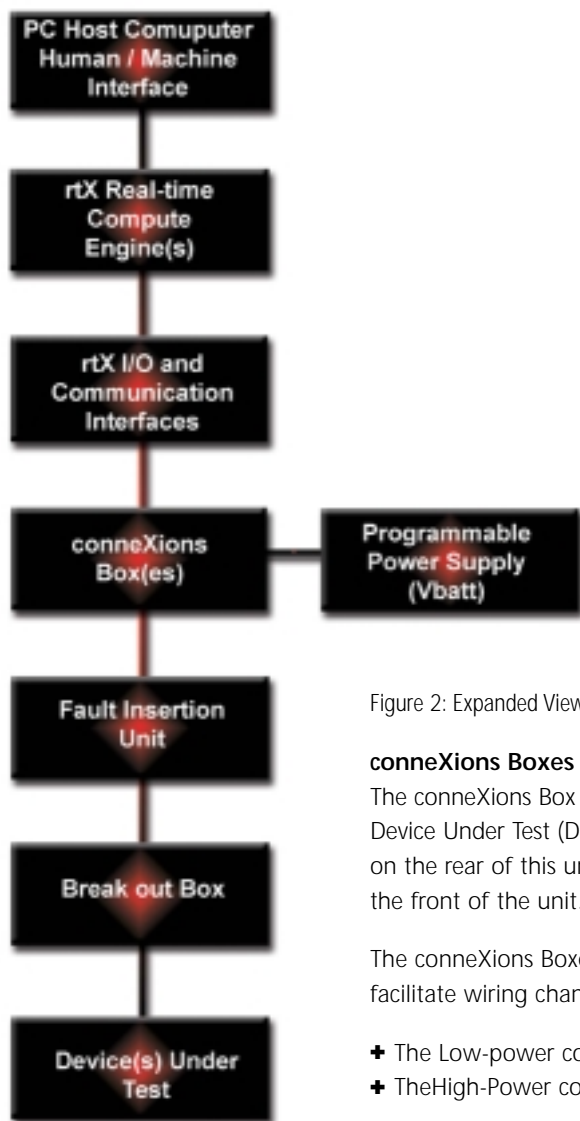 PC Host Comuputer
Human / Machine
Interface
rtX Real-time
Compute
Engine(s)
rtX I/O and
Communication
Interfaces
conneXions
Box(es)
Programmable
Power Supply
(Vbatt)
Fault Insertion
Unit
Break out Box
Device(s) Under
Test
Figure 2: Expanded View
conneXions Boxes
The conneXions Box
Device Under Test (D
on the rear of this un
the front of the unit.
The conneXions Boxe
facilitate wiring chan
+ The Low-power co
+ TheHigh-Power co